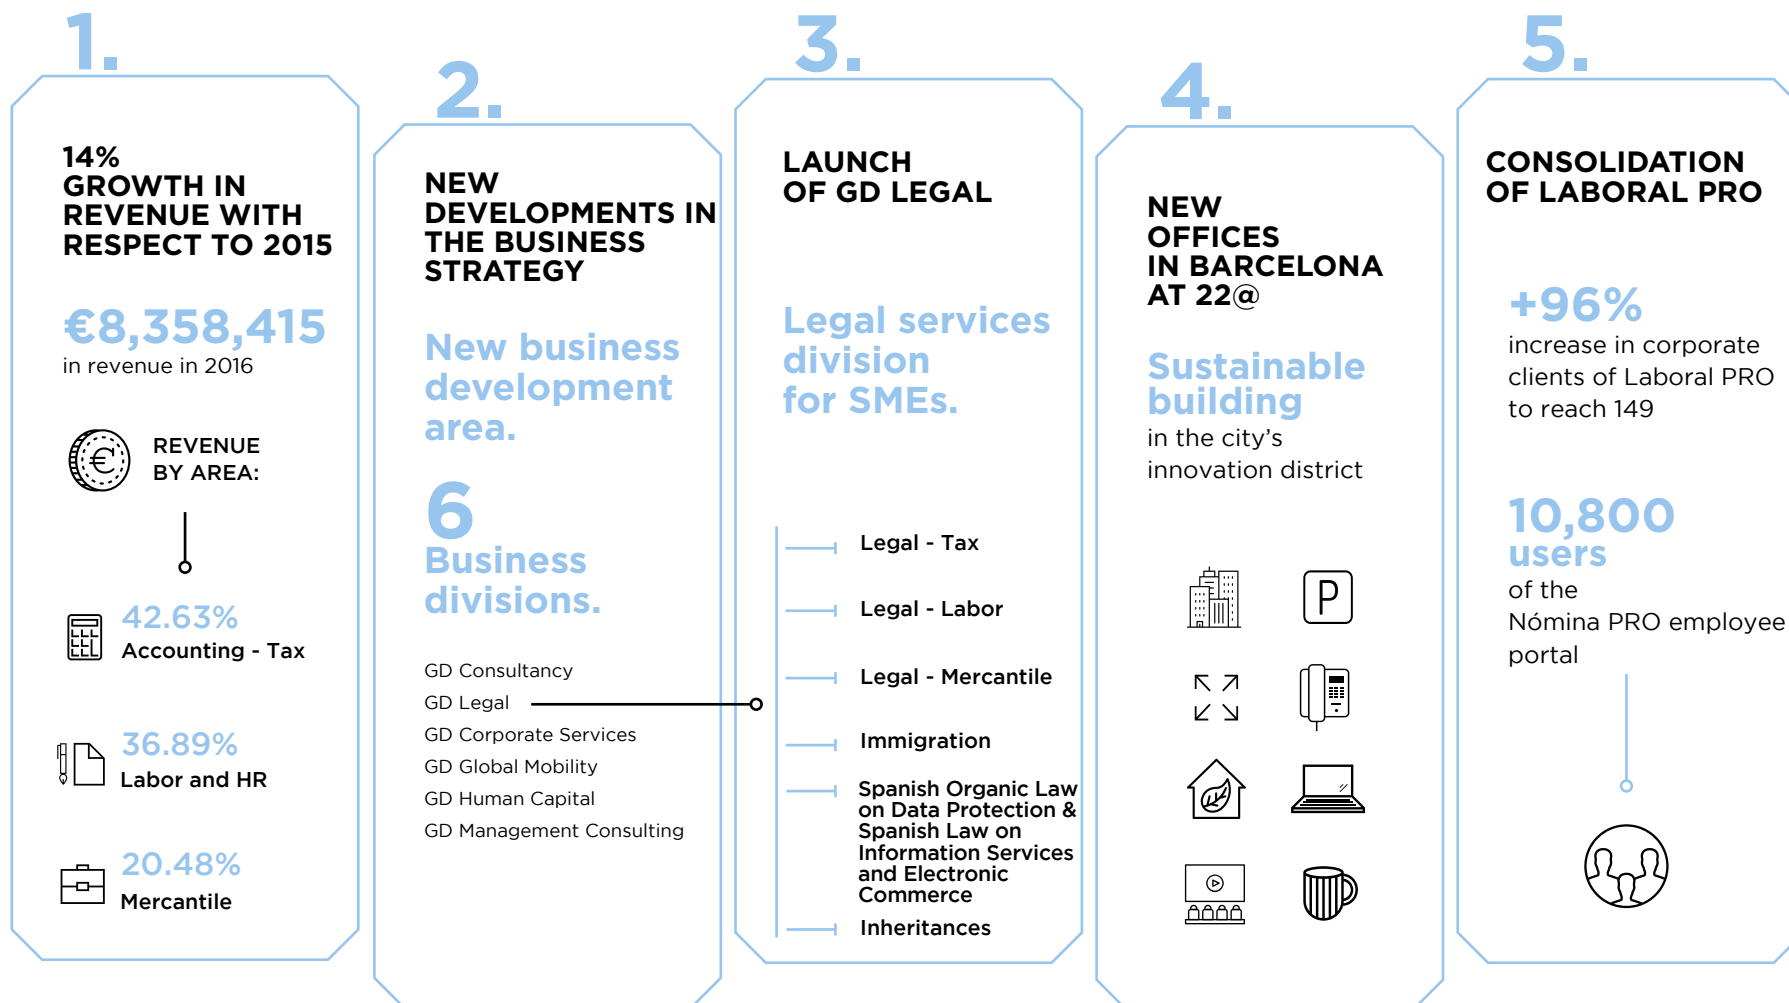 1.
14%
GROWTH IN
REVENUE WITH
RESPECT TO 2015
€8,358,415
in revenue in 2016
REVENUE
BY AREA:
42.63%
Accounting - Tax
36.89%
Labor and HR
20.48%
Mercantile
2.
NEW
DEVELOPMENTS IN
THE BUSINESS
STRATEGY
New business
development
area.
6
Business
divisions.
GD Consultancy
GD Legal
GD Corporate Services
GD Global Mobility
GD Human Capital
GD Management Consulting
3.
LAUNCH
OF GD LEGAL
Legal services
division
for SMEs.
Legal - Tax
Legal - Labor
Legal - Mercantile
Immigration
Spanish Organic Law
on Data Protection &
Spanish Law on
Information Services
and Electronic
Commerce
Inheritances
4.
NEW
OFFICES
IN BARCELONA
AT 22@
Sustainable
building
in the city's
innovation district
P
5.
CONSOLIDATION
OF LABORAL PRO
+96%
increase in corporate
clients of Laboral PRO
to reach 149
10,800
users
of the
Nómina PRO employee
portal